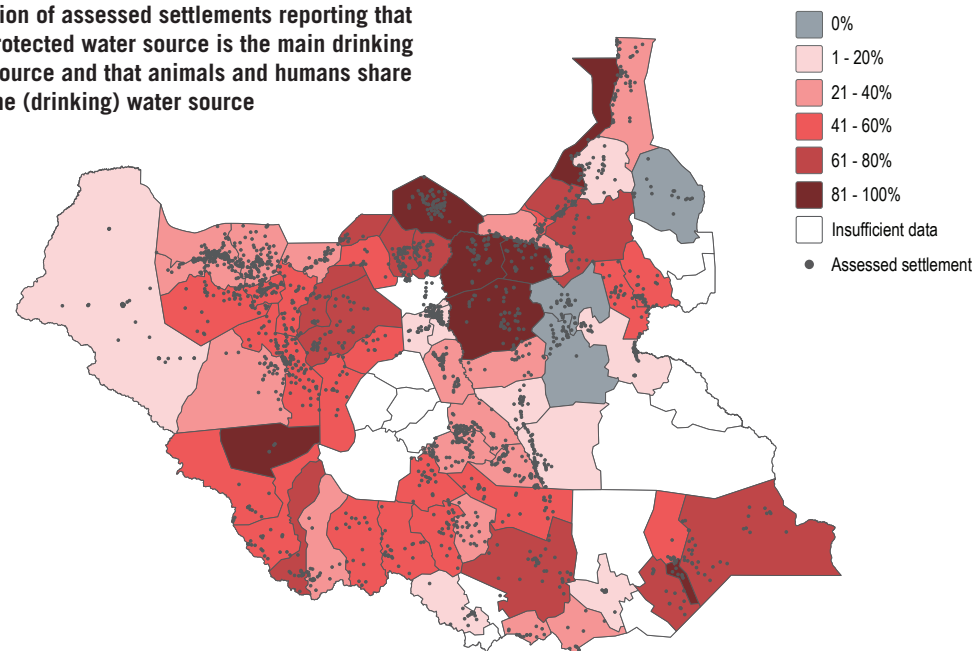 ion of assessed settlements reporting that
rotected water source is the main drinking
ource and that animals and humans share
ne (drinking) water source
0%
1 - 20%
21 - 40%
41 - 60%
61 - 80%
81 - 100%
Insufficient data
Assessed settlement